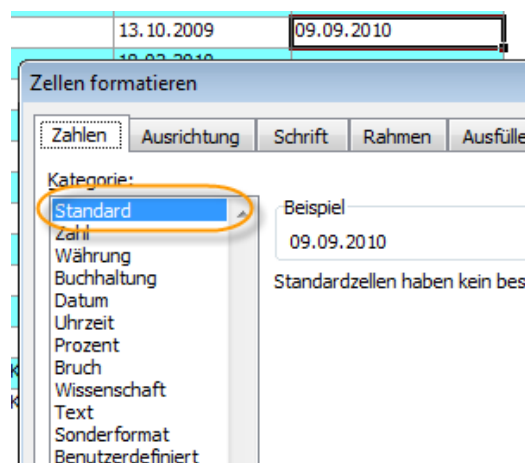 13.10.2009 09.09.2010
Zellen formatieren
Zahlen Ausrichtung Schrift Rahmen Ausfülle
Kategorie:
Standard
Zahl
Währung
Buchhaltung
Datum
Uhrzeit
Prozent
Bruch
Wissenschaft
Text
Sonderformat
Benutzerdefiniert
Beispiel
09.09.2010
Standardzellen haben kein bes